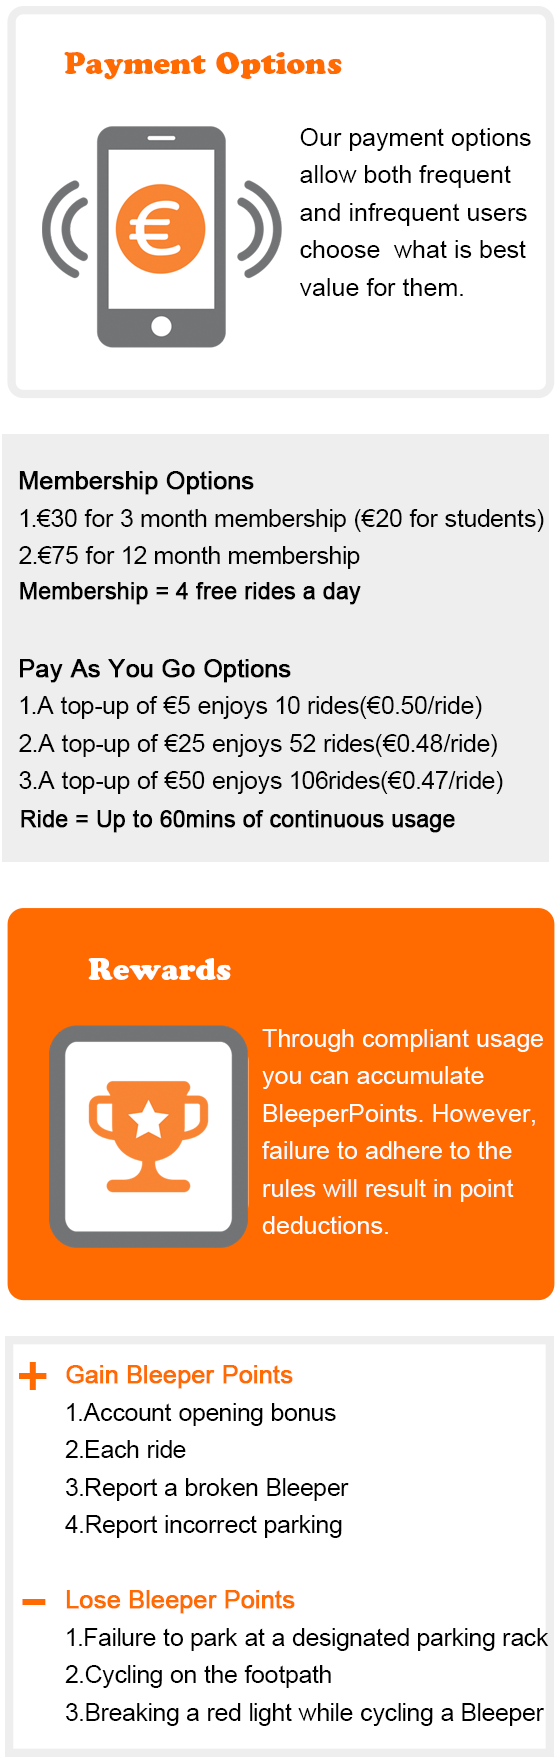 Payment Options
€
Our payment options
allow both frequent
and infrequent users
choose what is best
value for them.
Membership Options
1.€30 for 3 month membership (€20 for students)
2.€75 for 12 month membership
Membership = 4 free rides a day
Pay As You Go Options
1.A top-up of €5 enjoys 10 rides(€0.50/ride)
2.A top-up of €25 enjoys 52 rides(€0.48/ride)
3.A top-up of €50 enjoys 106rides(€0.47/ride)
Ride = Up to 60mins of continuous usage
Rewards
Through compliant usage
you can accumulate
BleeperPoints. However,
failure to adhere to the
rules will result in point
deductions.
+ Gain Bleeper Points
1.Account opening bonus
2.Each ride
3.Report a broken Bleeper
4.Report incorrect parking
– Lose Bleeper Points
1.Failure to park at a designated parking rack
2.Cycling on the footpath
3.Breaking a red light while cycling a Bleeper